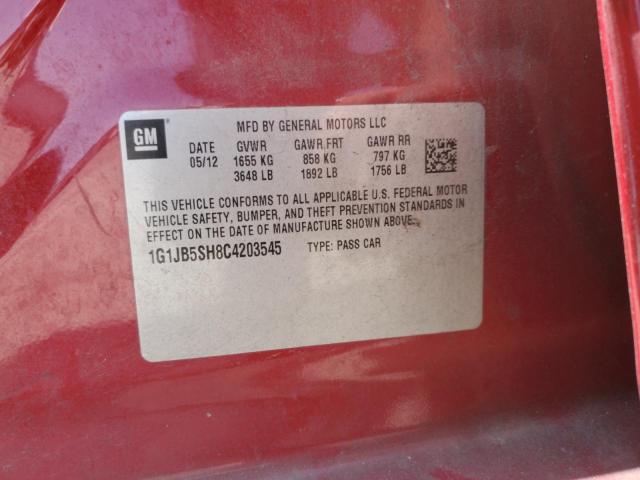 GM
MFD BY GENERAL MOTORS LLC
DATE GVWR GAWR.FRT GAWR RR
05/12 1655 KG 858 KG 797 KG
3648 LB 1892 LB 1756 LB
THIS VEHICLE CONFORMS TO ALL APPLICABLE U.S. FEDERAL MOTOR
VEHICLE SAFETY, BUMPER, AND THEFT PREVENTION STANDARDS IN
EFFECT ON THE DATE OF MANUFACTURE SHOWN ABOVE.
1G1JB5SH8C4203545 TYPE: PASS CAR